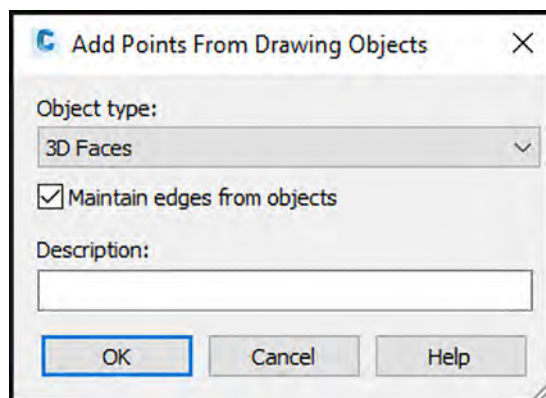 Add Points From Drawing Objects
Object type:
3D Faces
Maintain edges from objects
Description:
OK Cancel Help